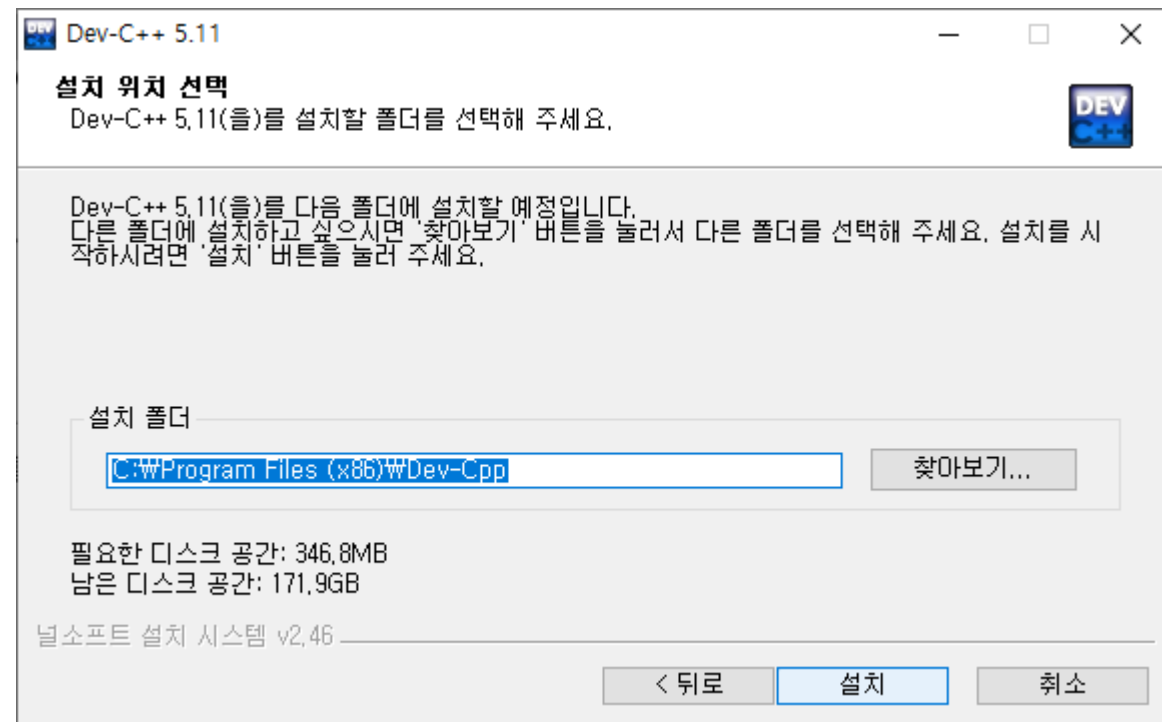 Dev-C++ 5.11
설치 위치 선택
Dev-C++ 5.11(을)를 설치할 폴더를 선택해 주세요.
DEV
C++
Dev-C++ 5.11(을)를 다음 폴더에 설치할 예정입니다.
다른 폴더에 설치하고 싶으시면 '찾아보기' 버튼을 눌러서 다른 폴더를 선택해 주세요. 설치를 시
작하시려면 '설치' 버튼을 눌러 주세요.
설치 폴더
C:₩Program Files (x86)₩Dev-Cpp
찾아보기...
필요한 디스크 공간: 346.8MB
남은 디스크 공간: 171.9GB
널소프트 설치 시스템 v2.46
< 뒤로
설치
취소